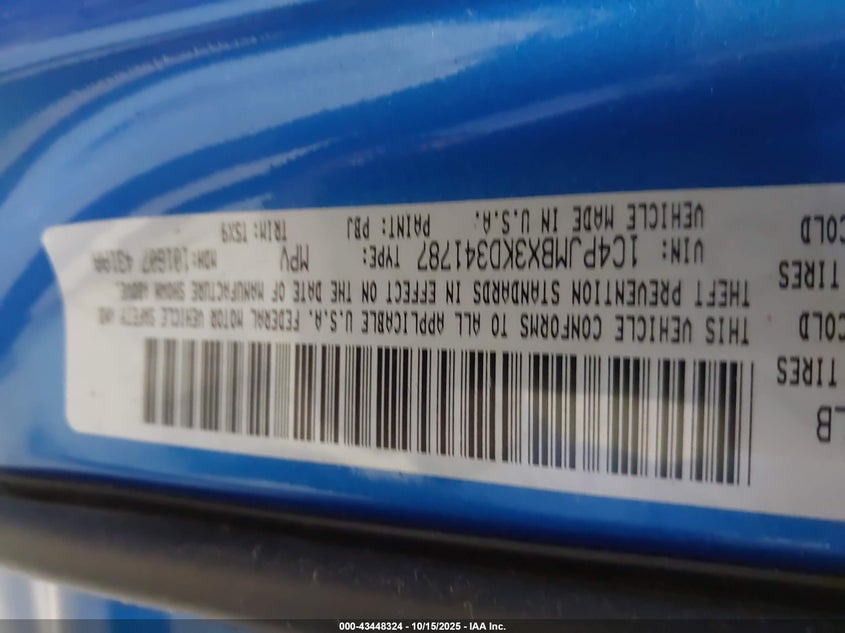 LB
TIRES COLD
TIRES COLD
THIS VEHICLE CONFORMS TO ALL APPLICABLE U.S.A. FEDERAL MOTOR VEHICLE SAFETY AND
THEFT PREVENTION STANDARDS IN EFFECT ON THE DATE OF MANUFACTURE SHOWN ABOVE.
VIN: 1C4PJMBX3KD341787 TYPE: MPV MDH:
VEHICLE MADE IN U.S.A. PAINT: PBJ TRIM: TSX9
000-43448324 - 10/15/2025 - IAA Inc.